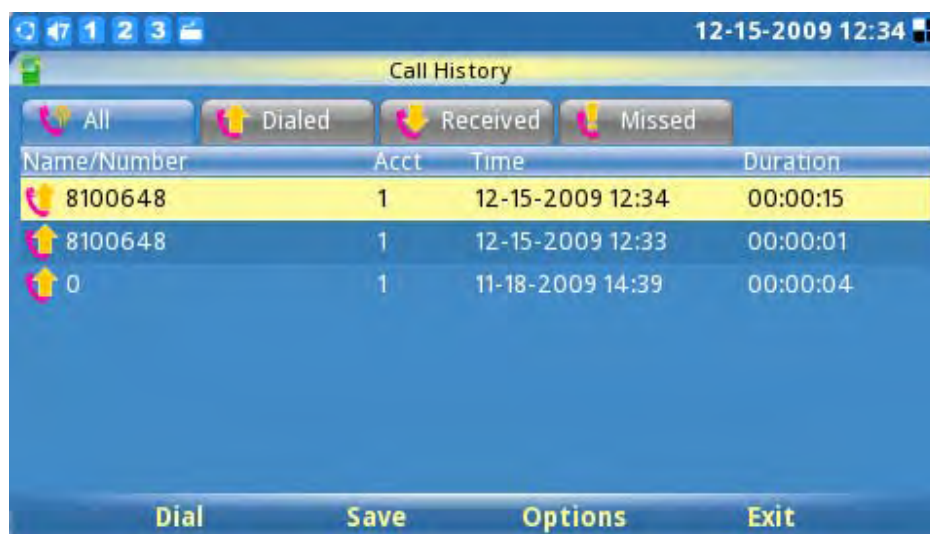 47 1 2 3 12-15-2009 12:34
Call History
All Dialed Received Missed
Name/Number Acct Time Duration
8100648 1 12-15-2009 12:34 00:00:15
8100648 1 12-15-2009 12:33 00:00:01
0 1 11-18-2009 14:39 00:00:04
Dial Save Options Exit